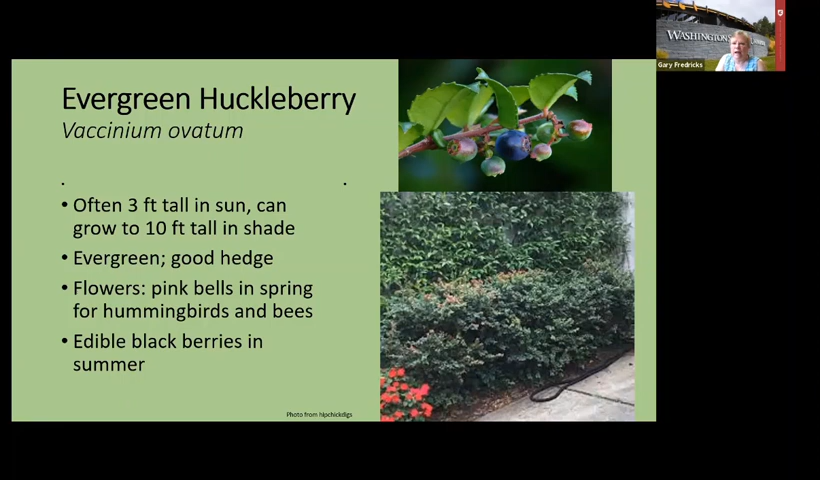 Evergreen Huckleberry
Vaccinium ovatum
• Often 3 ft tall in sun, can
grow to 10 ft tall in shade
• Evergreen; good hedge
• Flowers: pink bells in spring
for hummingbirds and bees
• Edible black berries in
summer
Photo from hipchickdigs
WASHINGTON
Gary Fredricks